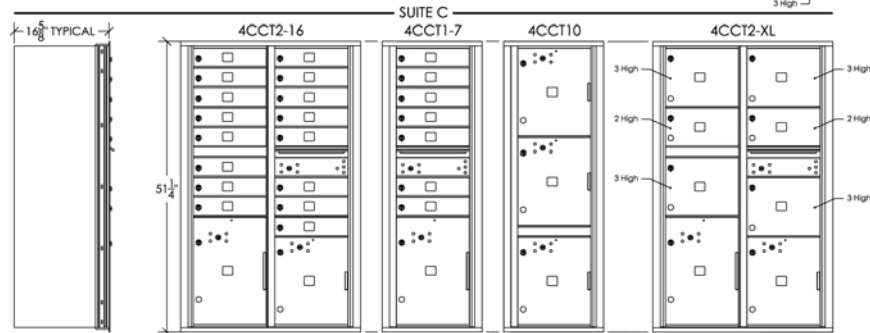 3 High
SUITE C
16 5/8" TYPICAL
4CCT2-16
4CCT1-7
4CCT10
4CCT2-XL
3 High
3 High
2 High
2 High
3 High
51 1/4"
3 High